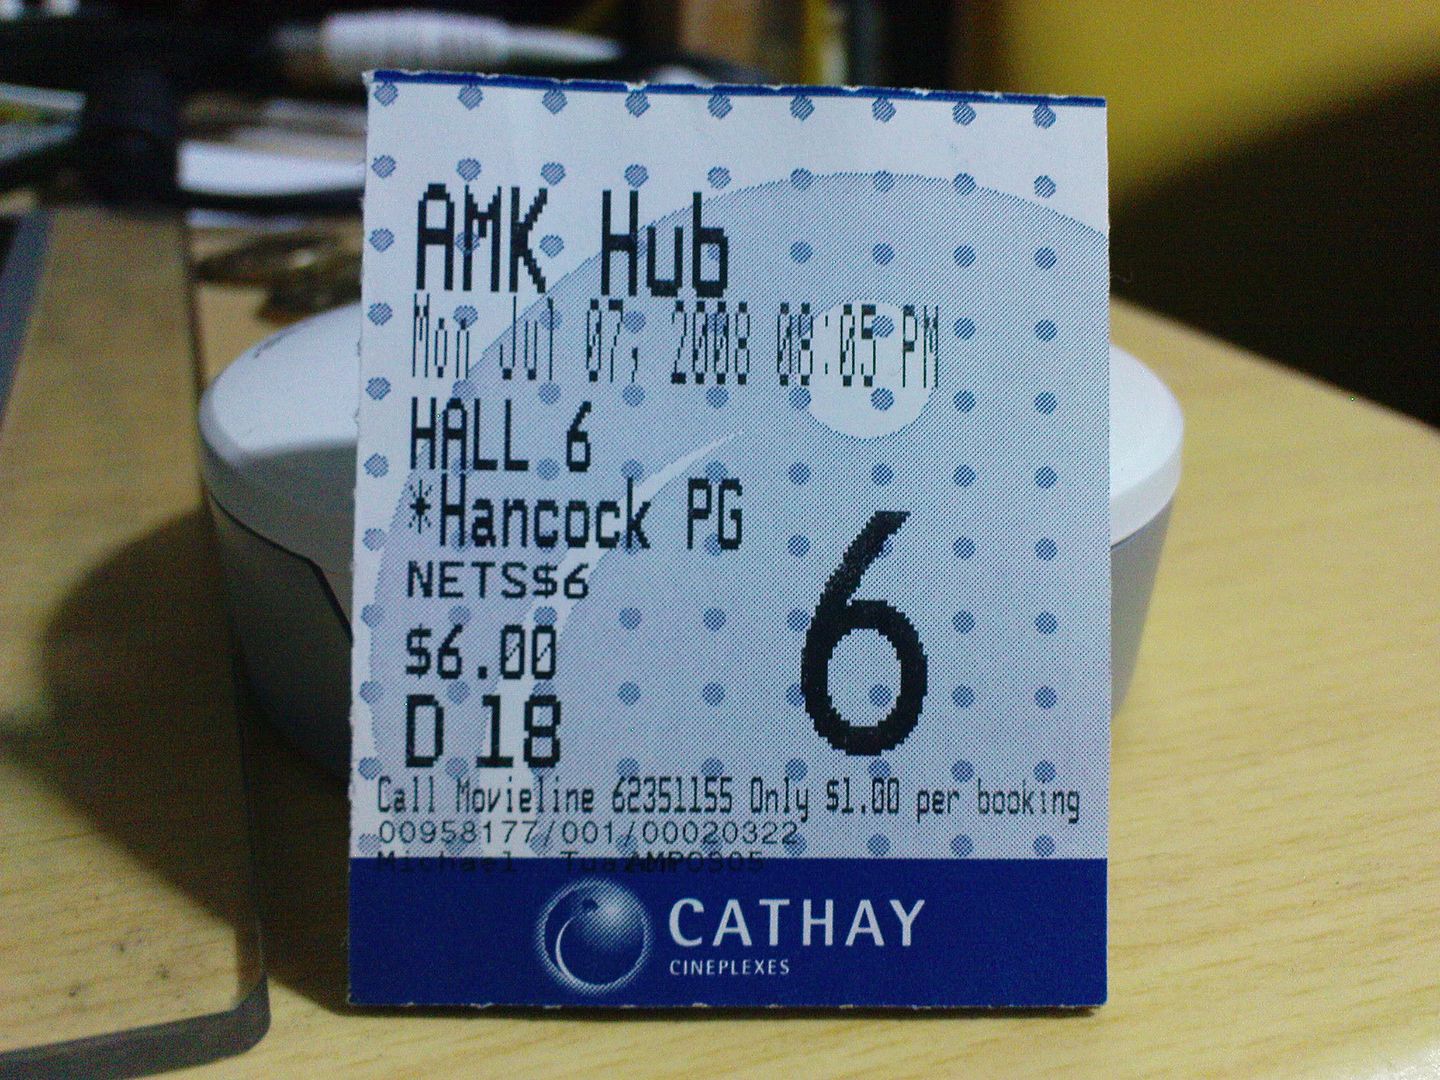 AMK Hub
Mon Jul 07, 2008 08:05 PM
HALL 6
*Hancock PG
NETS$6
$6.00
D 18
6
Call Movieline 62351155 Only $1.00 per booking
00958177/001/00020322
Michael
CATHAY
CINEPLEXES